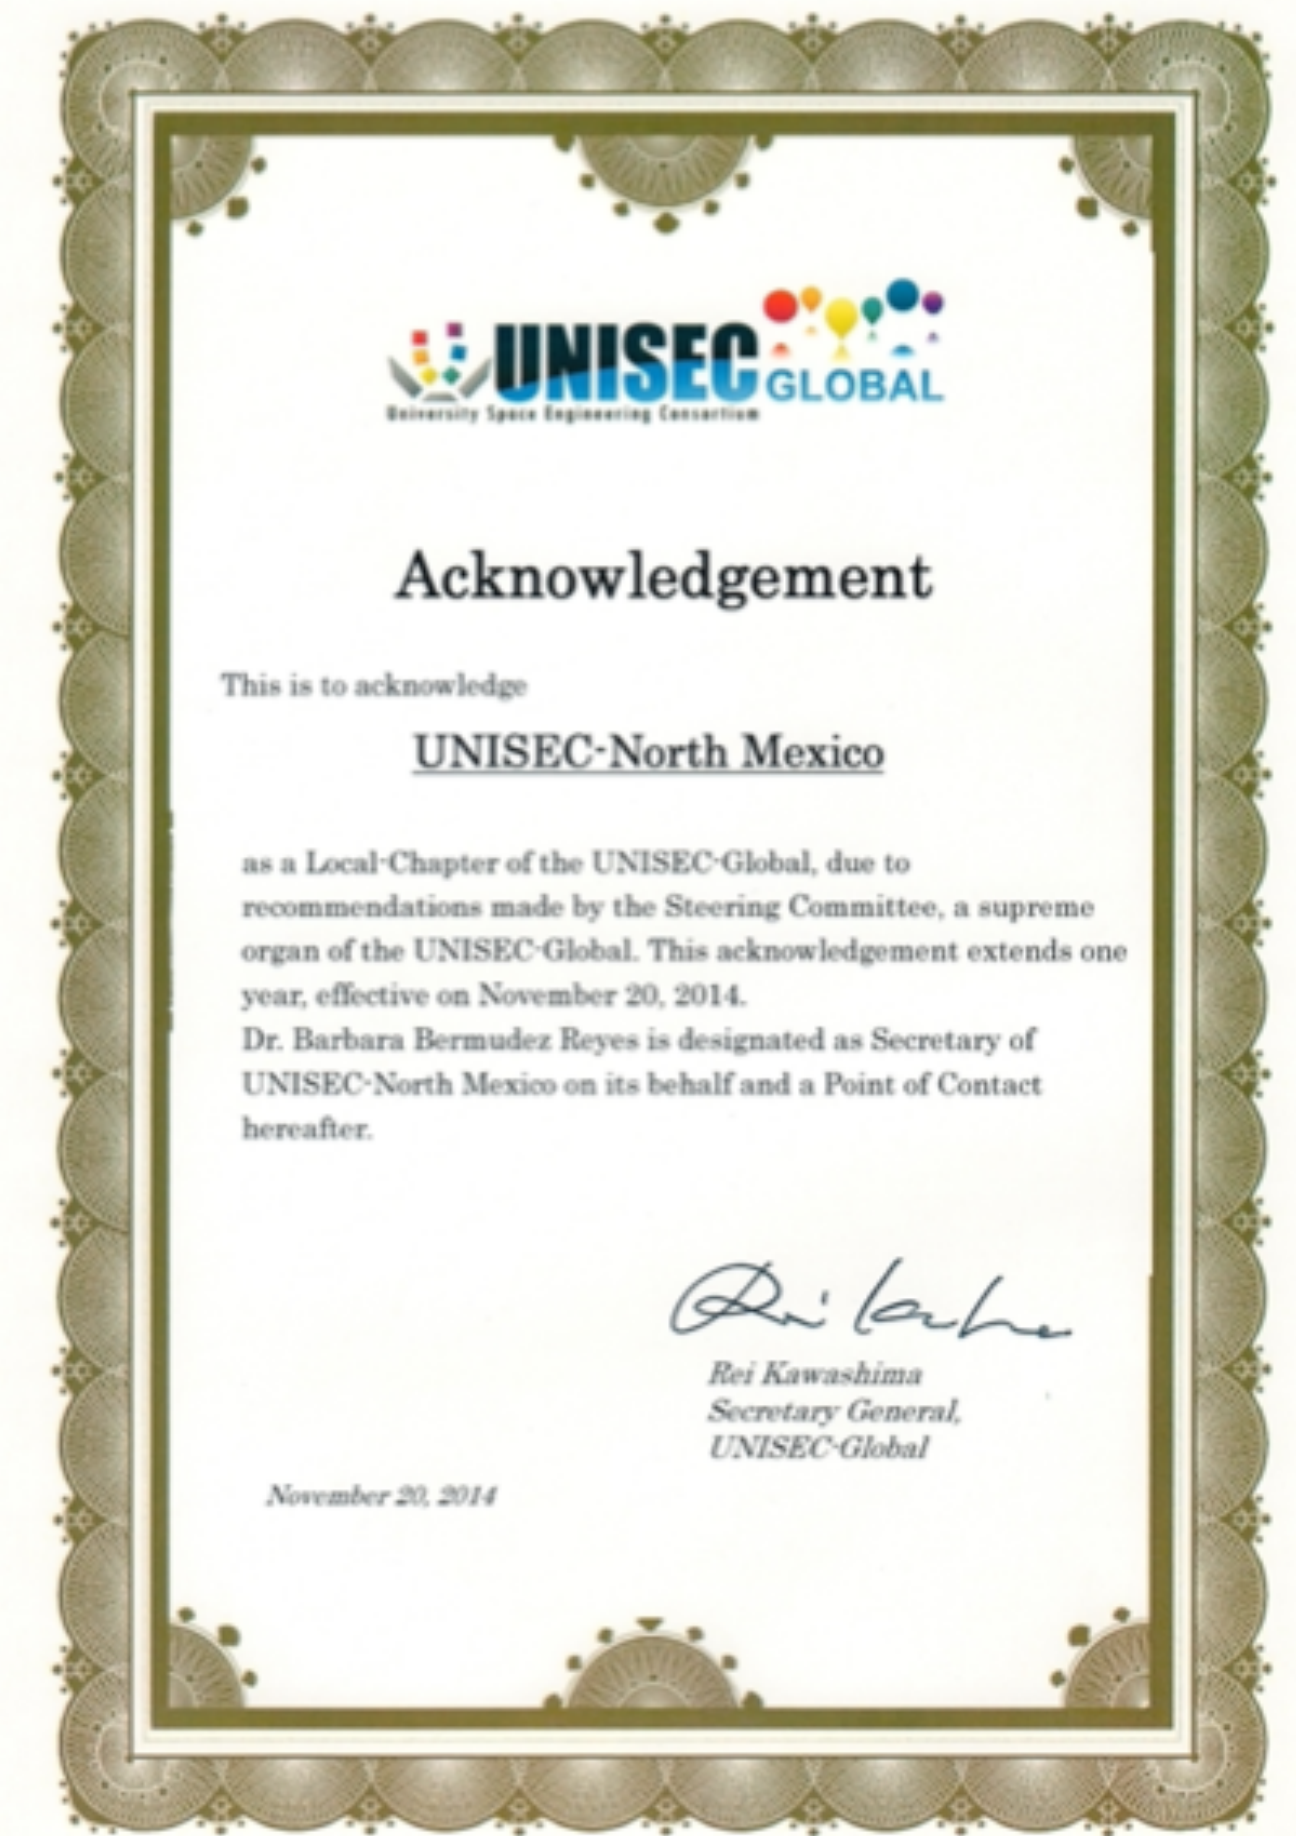 UNISEC
GLOBAL
University Space Engineering Consortium
Acknowledgement
This is to acknowledge
UNISEC-North Mexico
as a Local-Chapter of the UNISEC-Global, due to
recommendations made by the Steering Committee, a supreme
organ of the UNISEC-Global. This acknowledgement extends one
year, effective on November 20, 2014.
Dr. Barbara Bermudez Reyes is designated as Secretary of
UNISEC-North Mexico on its behalf and a Point of Contact
hereafter.
Rei Kawashima
Secretary General,
UNISEC-Global
November 20, 2014